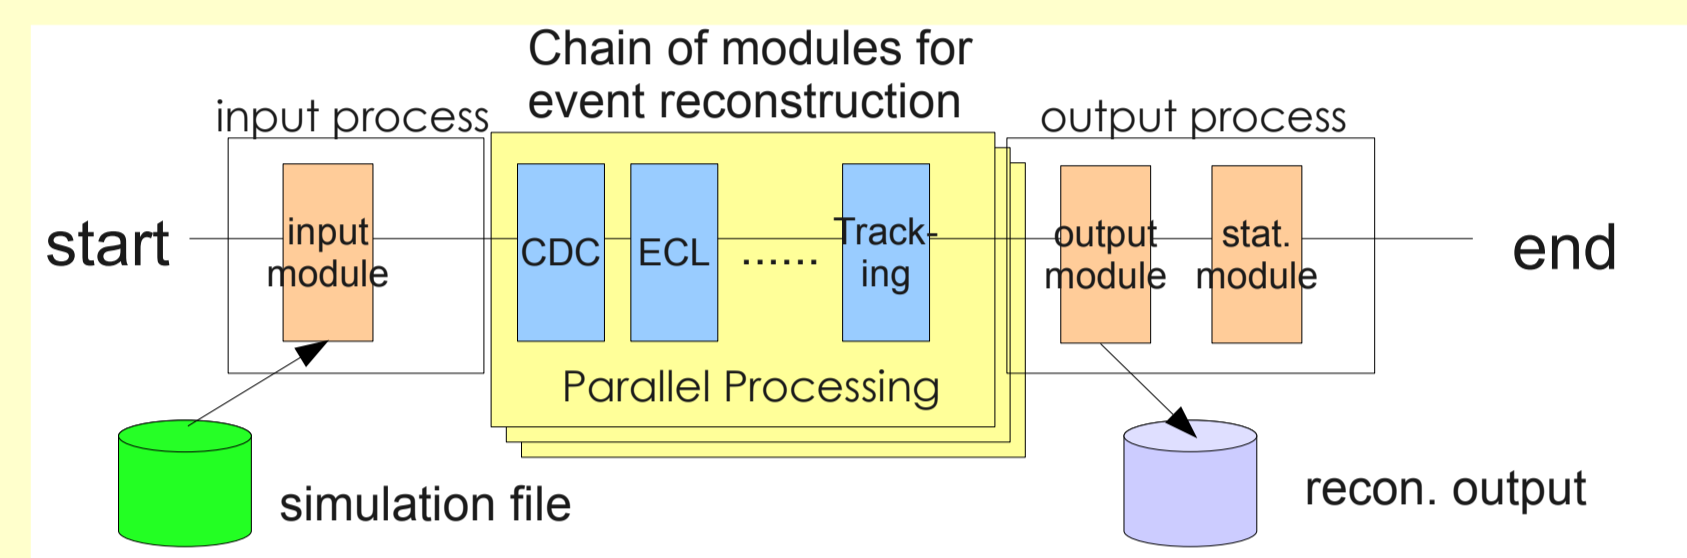 Chain of modules for
event reconstruction
input process
output process
start
input
module
CDC
ECL
......
Track-
ing
output
module
stat.
module
end
Parallel Processing
simulation file
recon. output